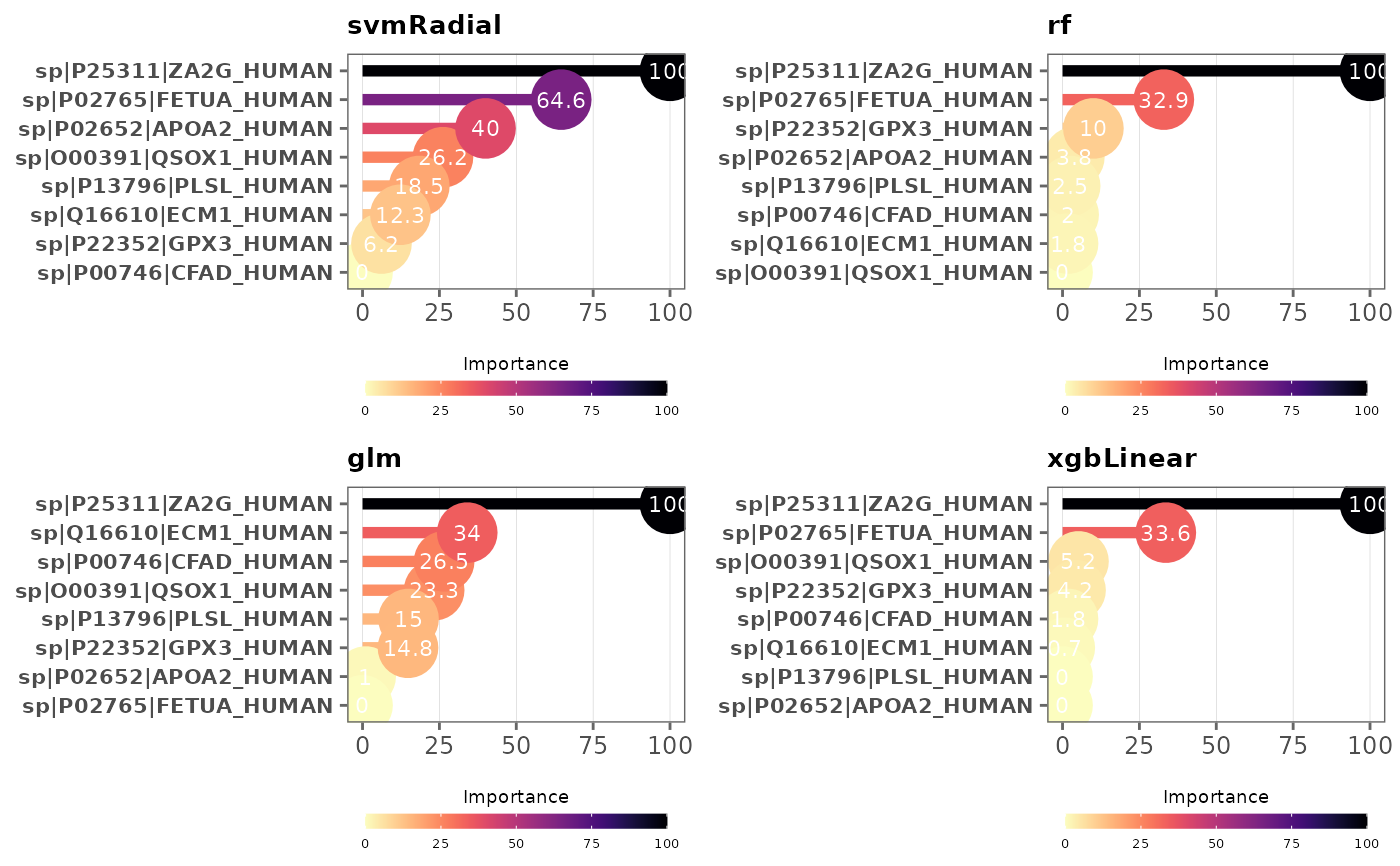 svmRadial
sp|P25311|ZA2G_HUMAN 100
sp|P02765|FETUA_HUMAN 64.6
sp|P02652|APOA2_HUMAN 40
sp|O00391|QSOX1_HUMAN 26.2
sp|P13796|PLSL_HUMAN 18.5
sp|Q16610|ECM1_HUMAN 12.3
sp|P22352|GPX3_HUMAN 6.2
sp|P00746|CFAD_HUMAN 0
0 25 50 75 100
Importance
0 25 50 75 100
rf
sp|P25311|ZA2G_HUMAN 100
sp|P02765|FETUA_HUMAN 32.9
sp|P22352|GPX3_HUMAN 10
sp|P02652|APOA2_HUMAN 3.8
sp|P13796|PLSL_HUMAN 2.5
sp|P00746|CFAD_HUMAN 2
sp|Q16610|ECM1_HUMAN 1.8
sp|O00391|QSOX1_HUMAN 0
0 25 50 75 100
Importance
0 25 50 75 100
glm
sp|P25311|ZA2G_HUMAN 100
sp|Q16610|ECM1_HUMAN 34
sp|P00746|CFAD_HUMAN 26.5
sp|O00391|QSOX1_HUMAN 23.3
sp|P13796|PLSL_HUMAN 15
sp|P22352|GPX3_HUMAN 14.8
sp|P02652|APOA2_HUMAN 1
sp|P02765|FETUA_HUMAN 0
0 25 50 75 100
Importance
0 25 50 75 100
xgbLinear
sp|P25311|ZA2G_HUMAN 100
sp|P02765|FETUA_HUMAN 33.6
sp|O00391|QSOX1_HUMAN 5.2
sp|P22352|GPX3_HUMAN 4.2
sp|P00746|CFAD_HUMAN 1.8
sp|Q16610|ECM1_HUMAN 0.7
sp|P13796|PLSL_HUMAN 0
sp|P02652|APOA2_HUMAN 0
0 25 50 75 100
Importance
0 25 50 75 100